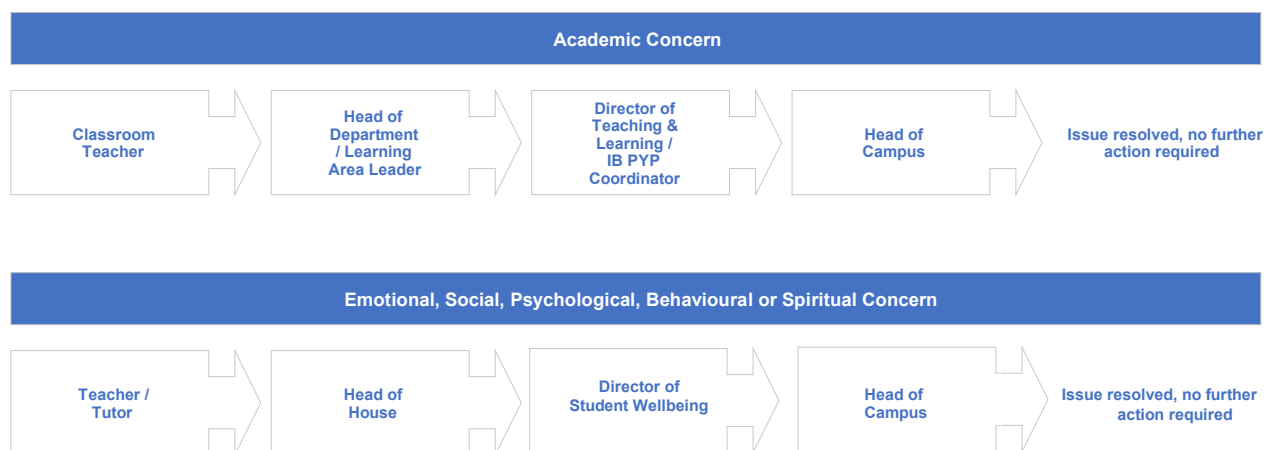 Academic Concern
Classroom
Teacher
Head of
Department
/ Learning
Area Leader
Director of
Teaching &
Learning /
IB PYP
Coordinator
Head of
Campus
Issue resolved, no further
action required
Emotional, Social, Psychological, Behavioural or Spiritual Concern
Teacher /
Tutor
Head of
House
Director of
Student Wellbeing
Head of
Campus
Issue resolved, no further
action required